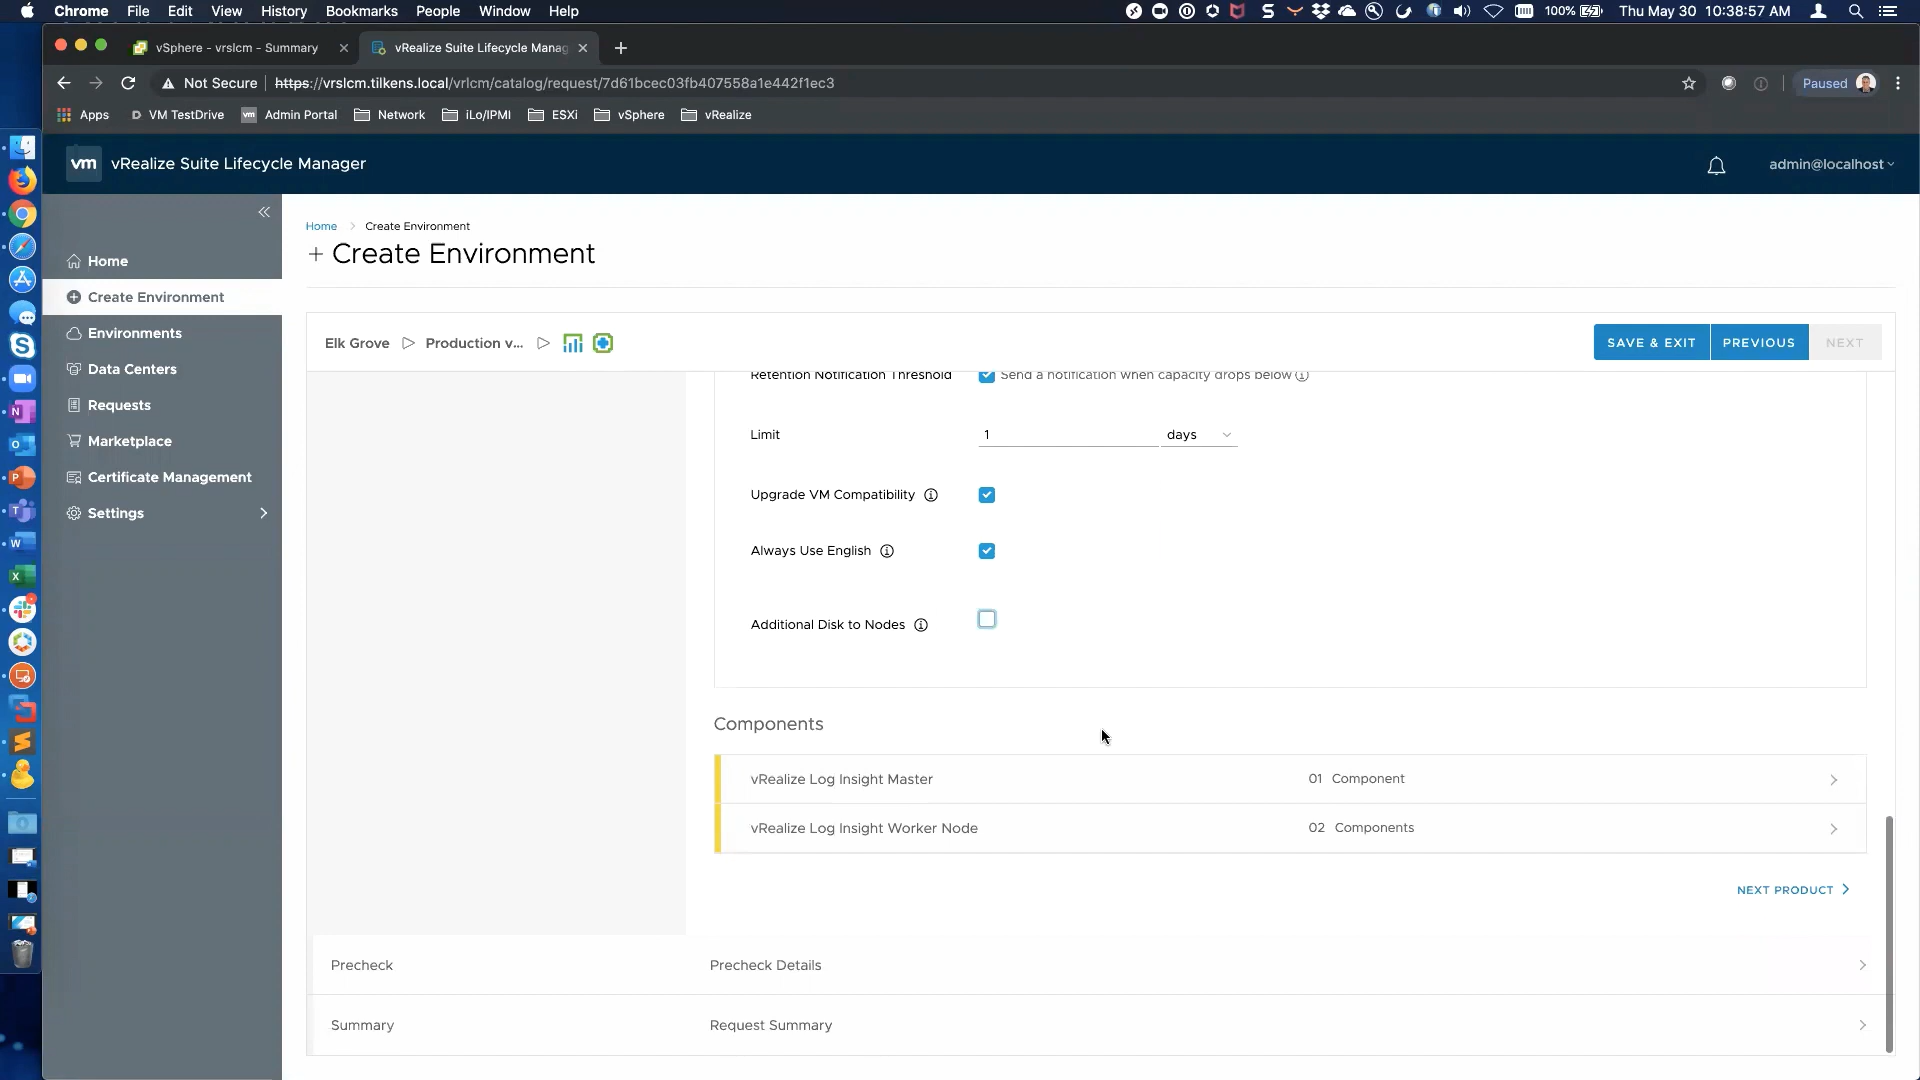 Chrome File Edit View History Bookmarks People Window Help 100% Thu May 30 10:38:57 AM
vSphere - vrslcm - Summary vRealize Suite Lifecycle Manag
Not Secure https://vrslcm.tilkens.local/vrlcm/catalog/request/7d61bcec03fb407558a1e442f1ec3 Paused
Apps VM TestDrive vm Admin Portal Network iLo/IPMI ESXi vSphere vRealize
vm vRealize Suite Lifecycle Manager admin@localhost
Home
Create Environment
Environments
Data Centers
Requests
Marketplace
Certificate Management
Settings
Home > Create Environment
+ Create Environment
Elk Grove Production v... SAVE & EXIT PREVIOUS NEXT
Retention Notification Threshold Send a notification when capacity drops below
Limit 1 days
Upgrade VM Compatibility
Always Use English
Additional Disk to Nodes
Components
vRealize Log Insight Master 01 Component
vRealize Log Insight Worker Node 02 Components
NEXT PRODUCT
Precheck Precheck Details
Summary Request Summary